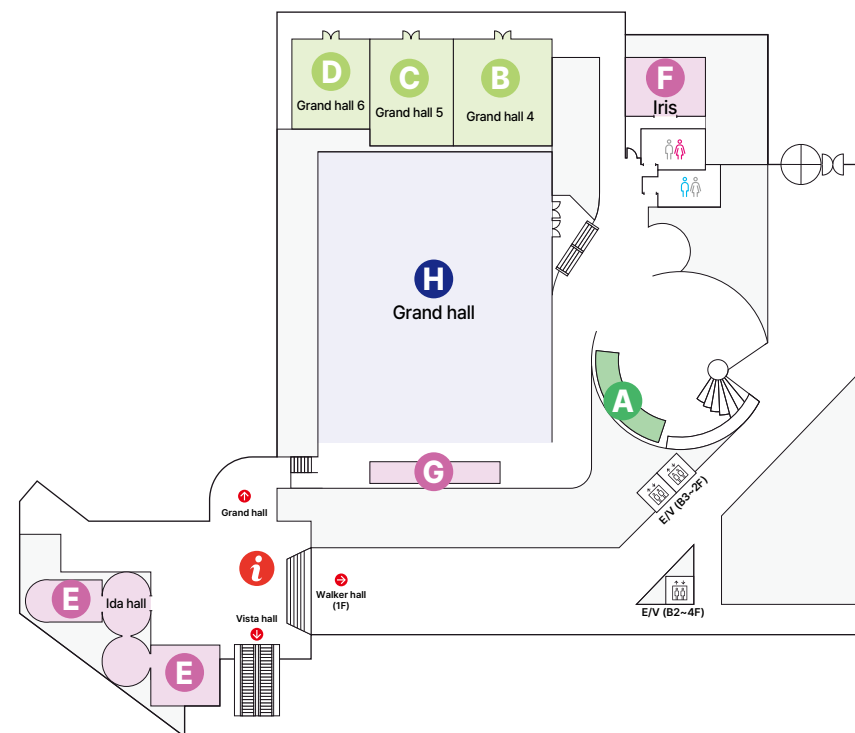 D
Grand hall 6
C
Grand hall 5
B
Grand hall 4
F
Iris
H
Grand hall
A
G
E/V (B3~2F)
Grand hall
i
Walker hall
(1F)
E/V (B2~4F)
E
Ida hall
Vista hall
E